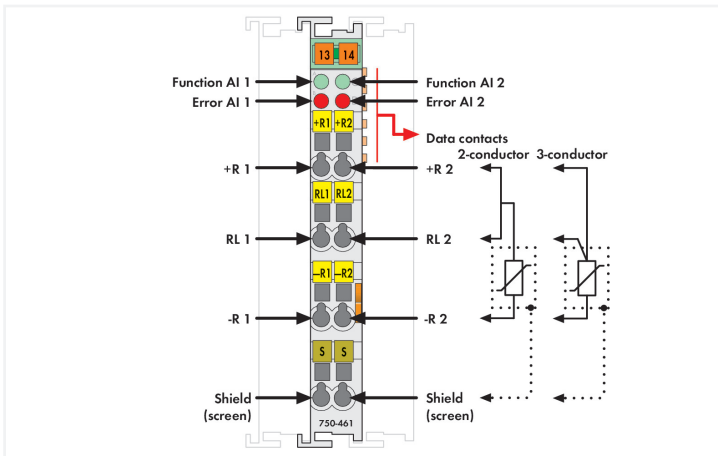 13 14
Function AI 1
Function AI 2
Error AI 1
Error AI 2
+R1 +R2
Data contacts
2-conductor 3-conductor
+R 1
+R 2
RL1 RL2
RL 1
RL 2
–R1 –R2
-R 1
-R 2
S S
Shield
(screen)
Shield
(screen)
750-461